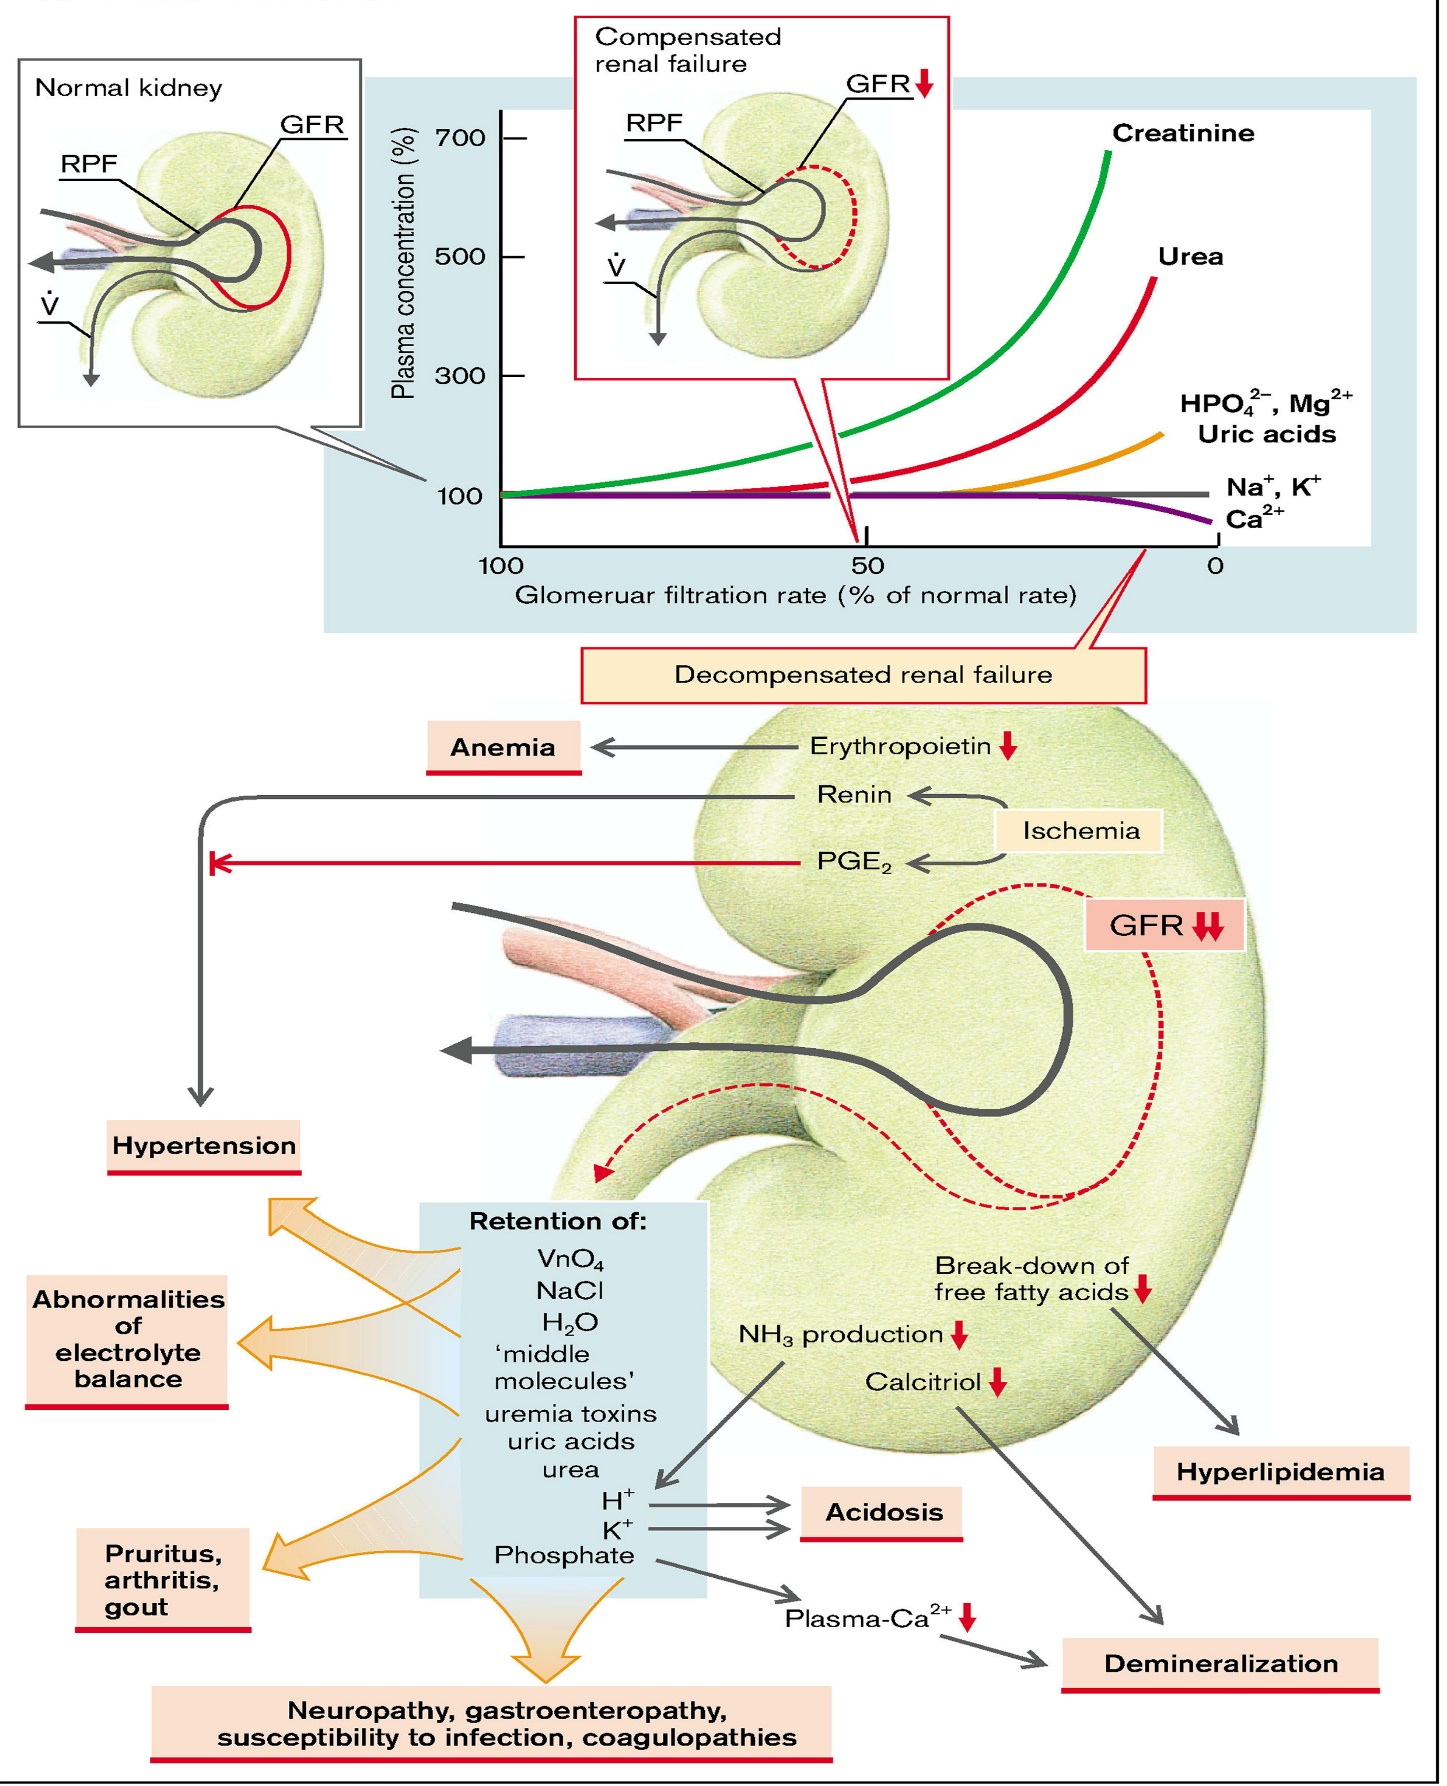 Normal kidney
GFR
RPF
V̇
Compensated
renal failure
GFR
RPF
V̇
Plasma concentration (%)
700
500
300
100
Creatinine
Urea
HPO₄²⁻, Mg²⁺
Uric acids
Na⁺, K⁺
Ca²⁺
100
50
0
Glomeruar filtration rate (% of normal rate)
Decompensated renal failure
Anemia
Erythropoietin
Renin
Ischemia
PGE₂
GFR
Hypertension
Retention of:
VnO₄
NaCl
H₂O
‘middle
molecules’
uremia toxins
uric acids
urea
H⁺
K⁺
Phosphate
Abnormalities
of
electrolyte
balance
Break-down of
free fatty acids
NH₃ production
Calcitriol
Hyperlipidemia
Acidosis
Pruritus,
arthritis,
gout
Plasma-Ca²⁺
Demineralization
Neuropathy, gastroenteropathy,
susceptibility to infection, coagulopathies